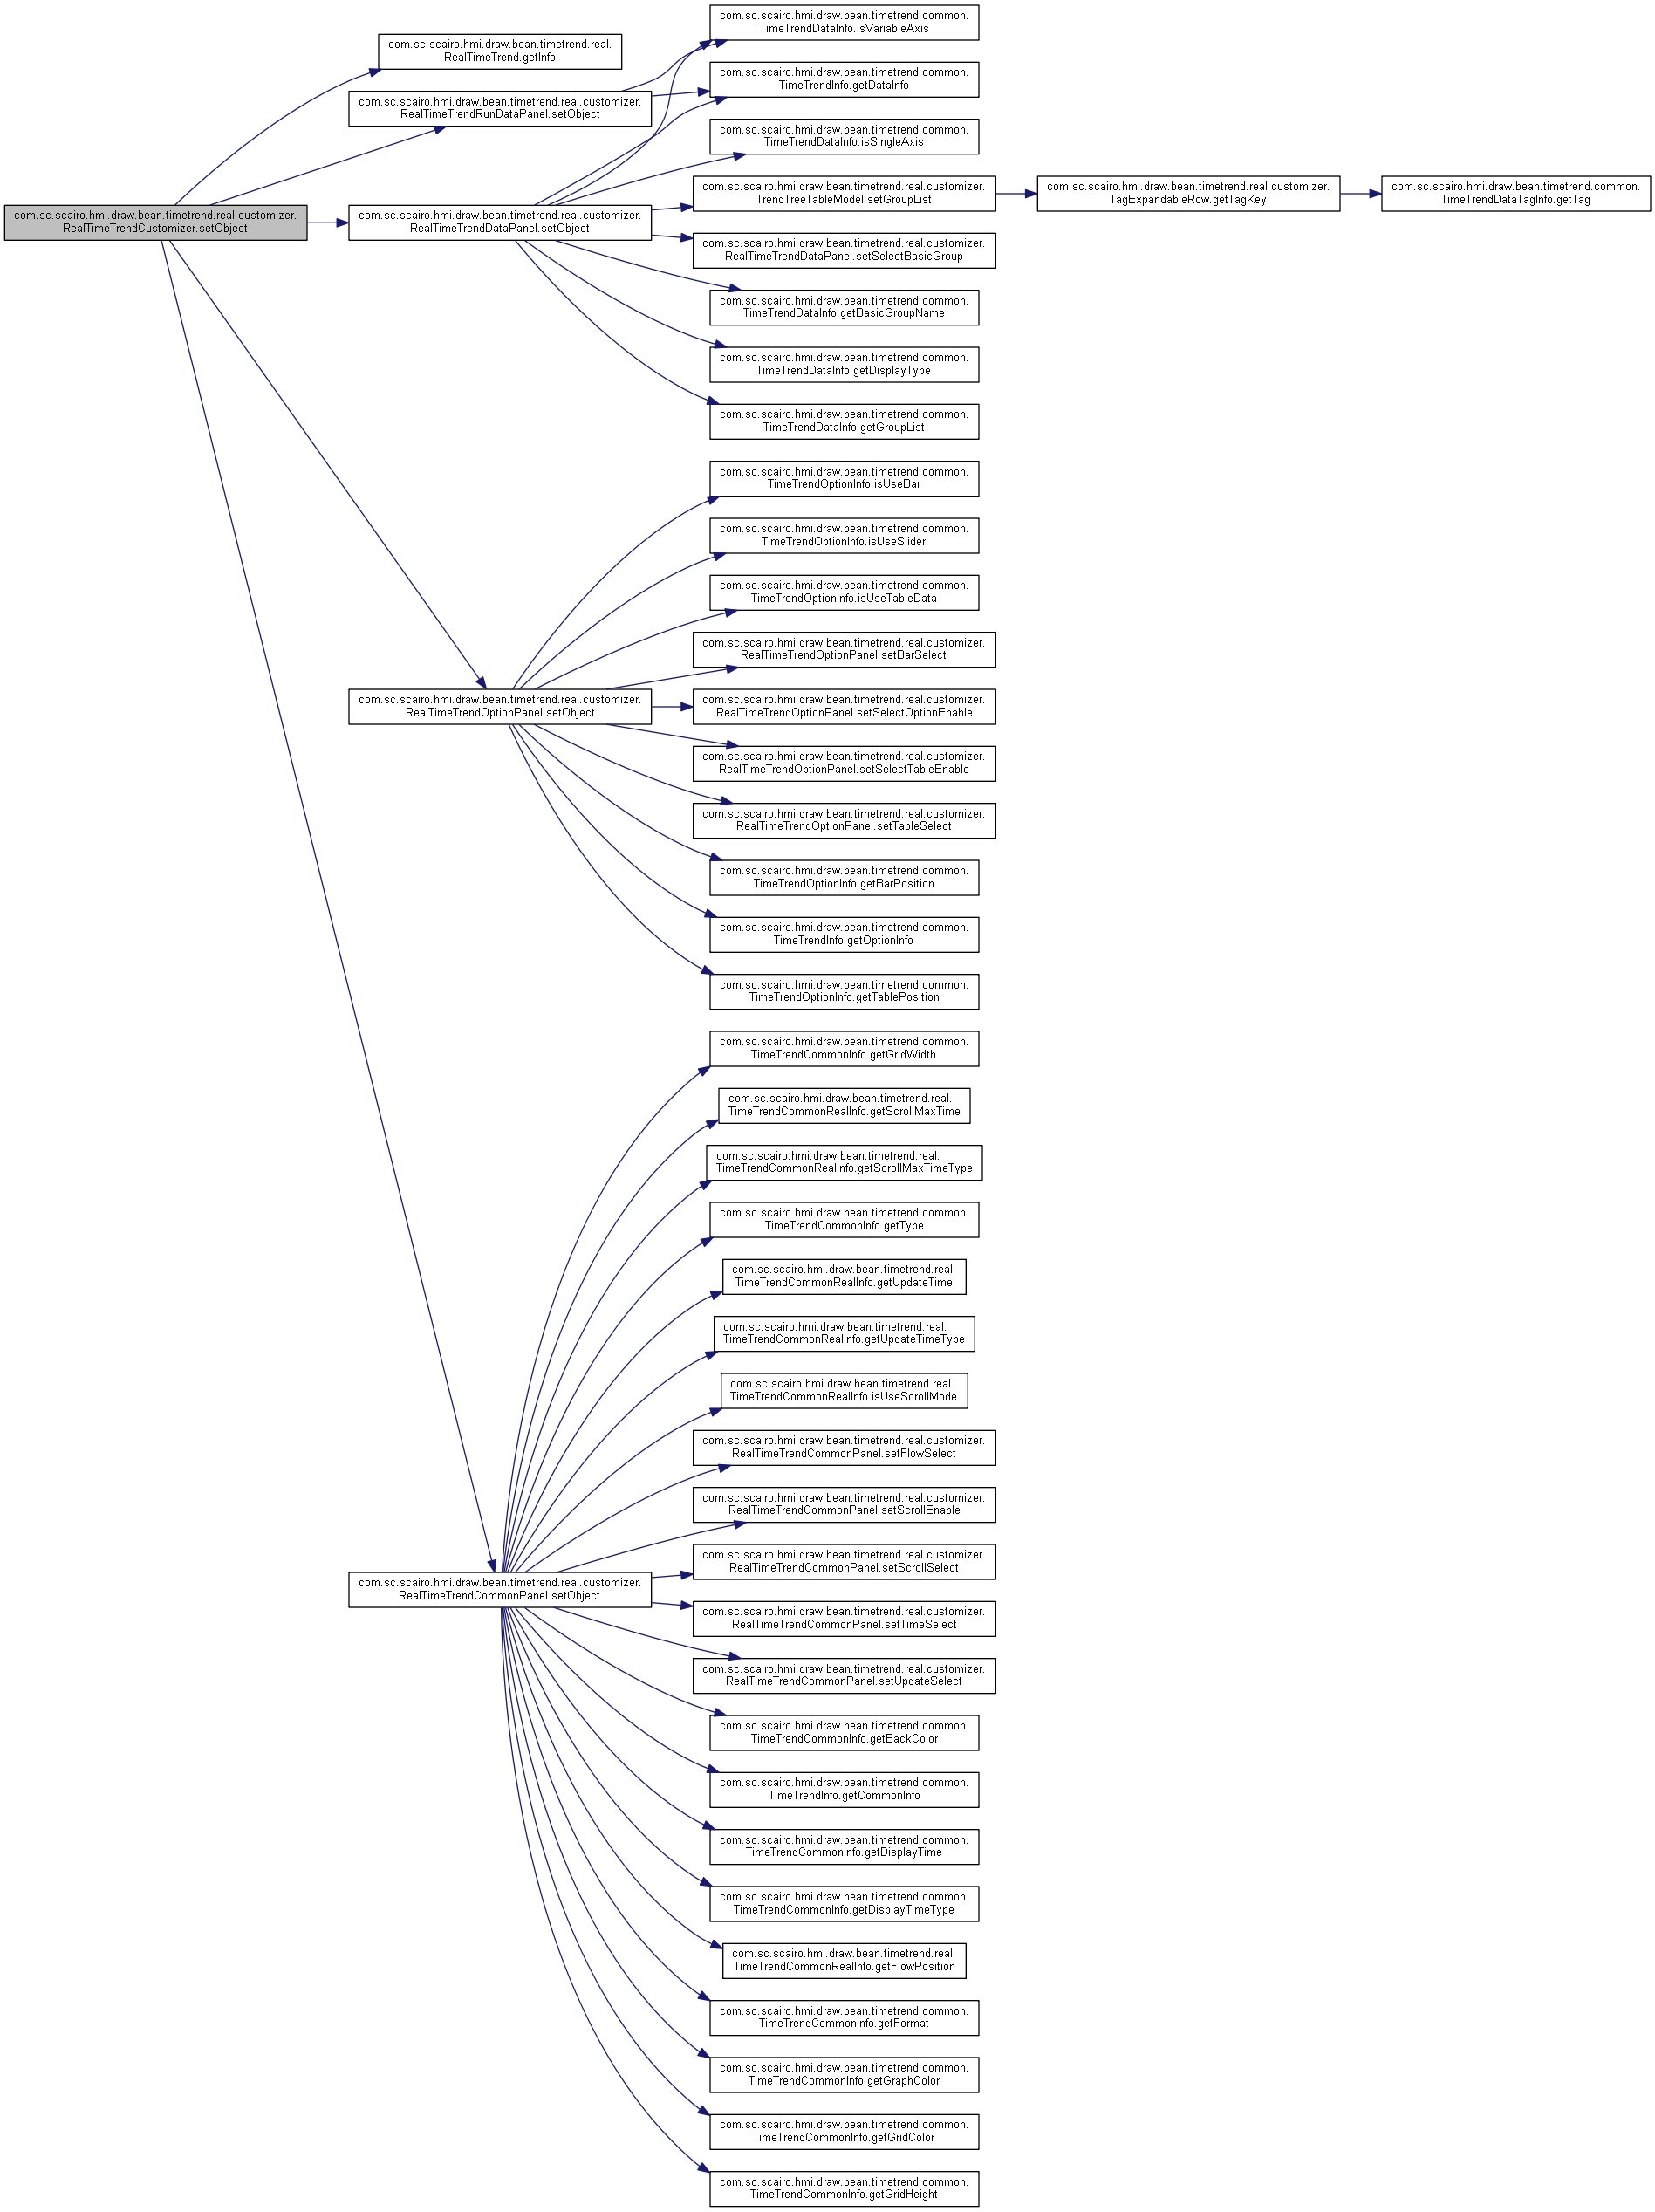 com.sc.scairo.hmi.draw.bean.timetrend.real.customizer.
RealTimeTrendCustomizer.setObject
com.sc.scairo.hmi.draw.bean.timetrend.real.
RealTimeTrend.getInfo
com.sc.scairo.hmi.draw.bean.timetrend.real.customizer.
RealTimeTrendRunDataPanel.setObject
com.sc.scairo.hmi.draw.bean.timetrend.real.customizer.
RealTimeTrendDataPanel.setObject
com.sc.scairo.hmi.draw.bean.timetrend.real.customizer.
RealTimeTrendOptionPanel.setObject
com.sc.scairo.hmi.draw.bean.timetrend.real.customizer.
RealTimeTrendCommonPanel.setObject
com.sc.scairo.hmi.draw.bean.timetrend.common.
TimeTrendDataInfo.isVariableAxis
com.sc.scairo.hmi.draw.bean.timetrend.common.
TimeTrendInfo.getDataInfo
com.sc.scairo.hmi.draw.bean.timetrend.common.
TimeTrendDataInfo.isSingleAxis
com.sc.scairo.hmi.draw.bean.timetrend.real.customizer.
TrendTreeTableModel.setGroupList
com.sc.scairo.hmi.draw.bean.timetrend.real.customizer.
TagExpandableRow.getTagKey
com.sc.scairo.hmi.draw.bean.timetrend.common.
TimeTrendDataTagInfo.getTag
com.sc.scairo.hmi.draw.bean.timetrend.real.customizer.
RealTimeTrendDataPanel.setSelectBasicGroup
com.sc.scairo.hmi.draw.bean.timetrend.common.
TimeTrendDataInfo.getBasicGroupName
com.sc.scairo.hmi.draw.bean.timetrend.common.
TimeTrendDataInfo.getDisplayType
com.sc.scairo.hmi.draw.bean.timetrend.common.
TimeTrendDataInfo.getGroupList
com.sc.scairo.hmi.draw.bean.timetrend.common.
TimeTrendOptionInfo.isUseBar
com.sc.scairo.hmi.draw.bean.timetrend.common.
TimeTrendOptionInfo.isUseSlider
com.sc.scairo.hmi.draw.bean.timetrend.common.
TimeTrendOptionInfo.isUseTableData
com.sc.scairo.hmi.draw.bean.timetrend.real.customizer.
RealTimeTrendOptionPanel.setBarSelect
com.sc.scairo.hmi.draw.bean.timetrend.real.customizer.
RealTimeTrendOptionPanel.setSelectOptionEnable
com.sc.scairo.hmi.draw.bean.timetrend.real.customizer.
RealTimeTrendOptionPanel.setSelectTableEnable
com.sc.scairo.hmi.draw.bean.timetrend.real.customizer.
RealTimeTrendOptionPanel.setTableSelect
com.sc.scairo.hmi.draw.bean.timetrend.common.
TimeTrendOptionInfo.getBarPosition
com.sc.scairo.hmi.draw.bean.timetrend.common.
TimeTrendInfo.getOptionInfo
com.sc.scairo.hmi.draw.bean.timetrend.common.
TimeTrendOptionInfo.getTablePosition
com.sc.scairo.hmi.draw.bean.timetrend.common.
TimeTrendCommonInfo.getGridWidth
com.sc.scairo.hmi.draw.bean.timetrend.real.
TimeTrendCommonRealInfo.getScrollMaxTime
com.sc.scairo.hmi.draw.bean.timetrend.real.
TimeTrendCommonRealInfo.getScrollMaxTimeType
com.sc.scairo.hmi.draw.bean.timetrend.common.
TimeTrendCommonInfo.getType
com.sc.scairo.hmi.draw.bean.timetrend.real.
TimeTrendCommonRealInfo.getUpdateTime
com.sc.scairo.hmi.draw.bean.timetrend.real.
TimeTrendCommonRealInfo.getUpdateTimeType
com.sc.scairo.hmi.draw.bean.timetrend.real.
TimeTrendCommonRealInfo.isUseScrollMode
com.sc.scairo.hmi.draw.bean.timetrend.real.customizer.
RealTimeTrendCommonPanel.setFlowSelect
com.sc.scairo.hmi.draw.bean.timetrend.real.customizer.
RealTimeTrendCommonPanel.setScrollEnable
com.sc.scairo.hmi.draw.bean.timetrend.real.customizer.
RealTimeTrendCommonPanel.setScrollSelect
com.sc.scairo.hmi.draw.bean.timetrend.real.customizer.
RealTimeTrendCommonPanel.setTimeSelect
com.sc.scairo.hmi.draw.bean.timetrend.real.customizer.
RealTimeTrendCommonPanel.setUpdateSelect
com.sc.scairo.hmi.draw.bean.timetrend.common.
TimeTrendCommonInfo.getBackColor
com.sc.scairo.hmi.draw.bean.timetrend.common.
TimeTrendInfo.getCommonInfo
com.sc.scairo.hmi.draw.bean.timetrend.common.
TimeTrendCommonInfo.getDisplayTime
com.sc.scairo.hmi.draw.bean.timetrend.common.
TimeTrendCommonInfo.getDisplayTimeType
com.sc.scairo.hmi.draw.bean.timetrend.real.
TimeTrendCommonRealInfo.getFlowPosition
com.sc.scairo.hmi.draw.bean.timetrend.common.
TimeTrendCommonInfo.getFormat
com.sc.scairo.hmi.draw.bean.timetrend.common.
TimeTrendCommonInfo.getGraphColor
com.sc.scairo.hmi.draw.bean.timetrend.common.
TimeTrendCommonInfo.getGridColor
com.sc.scairo.hmi.draw.bean.timetrend.common.
TimeTrendCommonInfo.getGridHeight